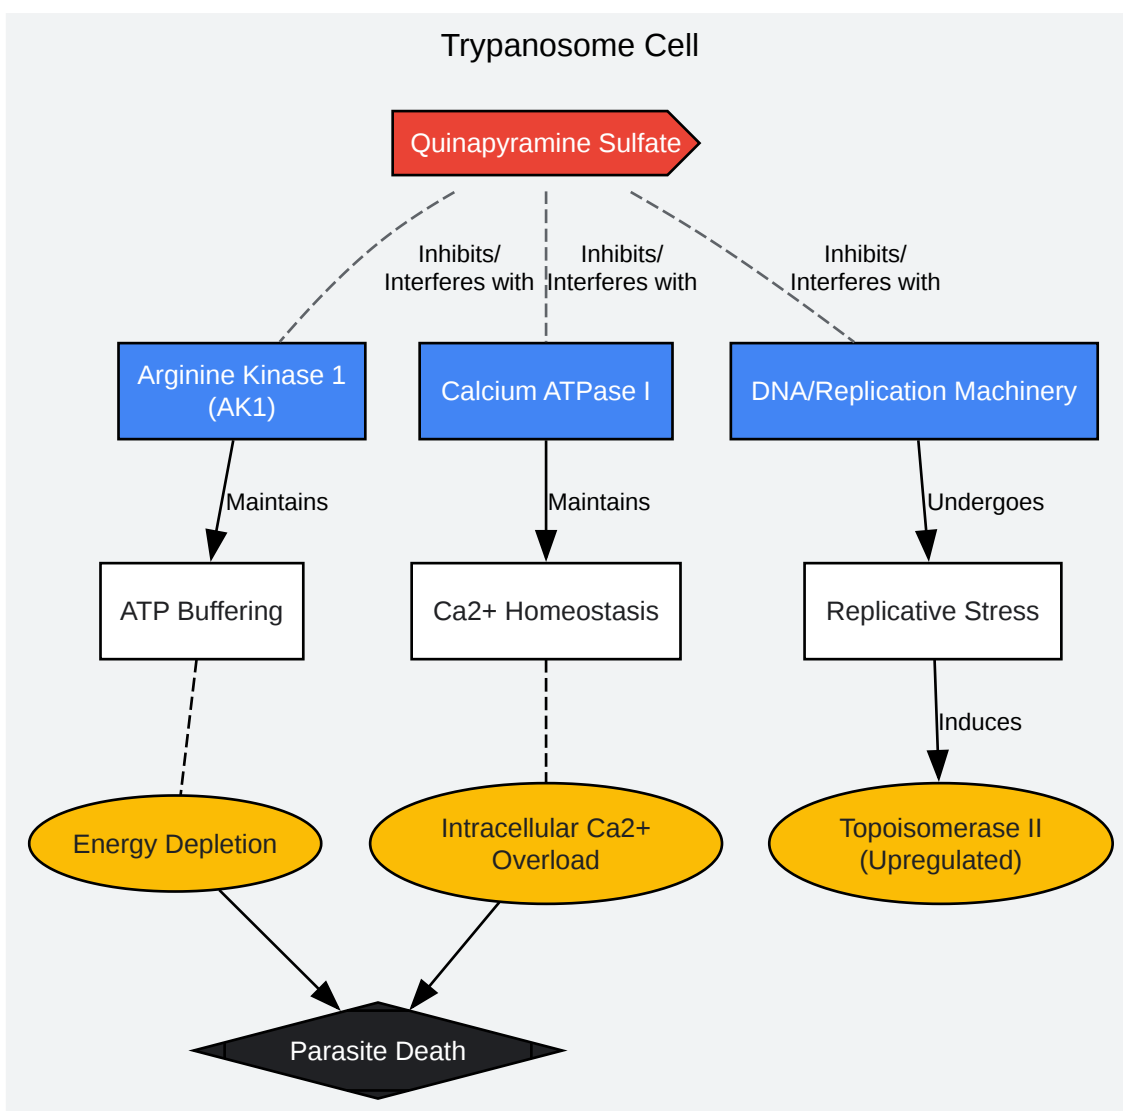 Trypanosome Cell
Quinapyramine Sulfate
Inhibits/
Interferes with
Inhibits/
Interferes with
Inhibits/
Interferes with
Arginine Kinase 1
(AK1)
Calcium ATPase I
DNA/Replication Machinery
Maintains
Maintains
Undergoes
ATP Buffering
Ca2+ Homeostasis
Replicative Stress
Induces
Energy Depletion
Intracellular Ca2+
Overload
Topoisomerase II
(Upregulated)
Parasite Death